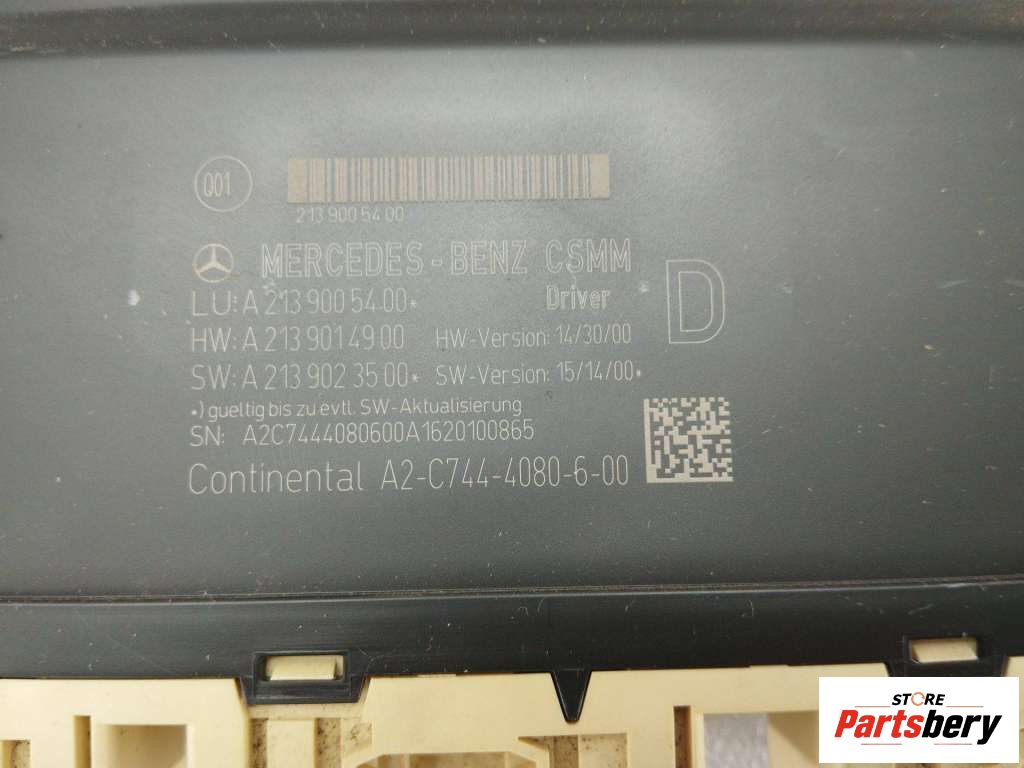 001
213 900 54 00
MERCEDES-BENZ CSMM
LU: A 213 900 54 00* Driver
D
HW: A 213 901 49 00 HW-Version: 14/30/00
SW: A 213 902 35 00* SW-Version: 15/14/00*
*) gueltig bis zu evtl. SW-Aktualisierung
SN: A2C7444080600A1620100865
Continental A2-C744-4080-6-00
STORE
Partsbery